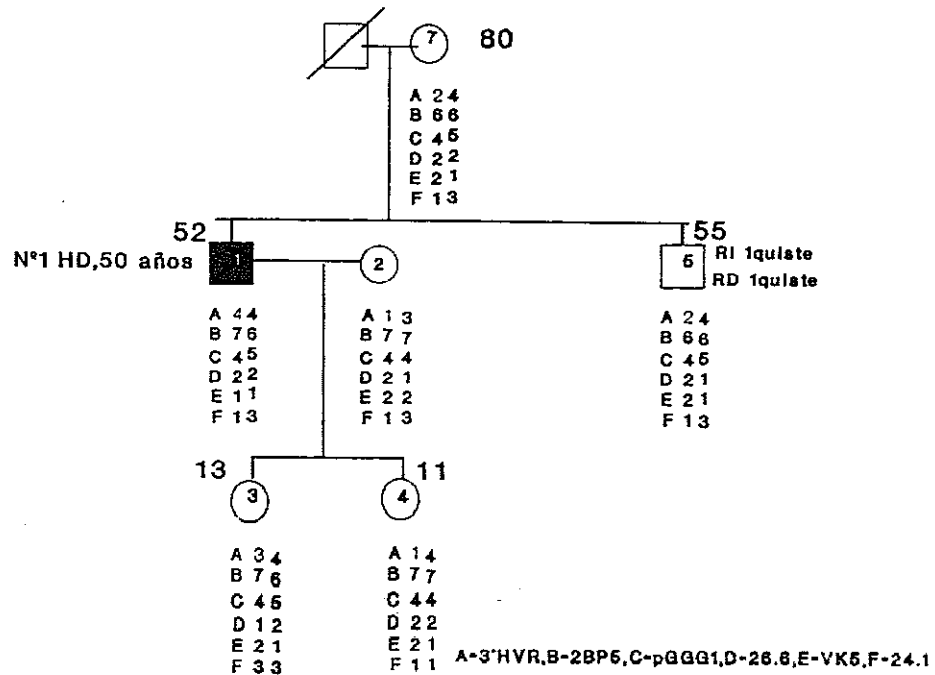 7 80
A 2 4
B 6 6
C 4 5
D 2 2
E 2 1
F 1 3
52
55
Nº1 HD,50 años
1
2
5
RI 1quiste
RD 1quiste
A 4 4
B 7 6
C 4 5
D 2 2
E 1 1
F 1 3
A 1 3
B 7 7
C 4 4
D 2 1
E 2 2
F 1 3
A 2 4
B 6 6
C 4 5
D 2 1
E 2 1
F 1 3
13
11
3
4
A 3 4
B 7 6
C 4 5
D 1 2
E 2 1
F 3 3
A 1 4
B 7 7
C 4 4
D 2 2
E 2 1
F 1 1
A-3'HVR,B-2BP5,C-pGGG1,D-26.6,E-VK5,F-24.1